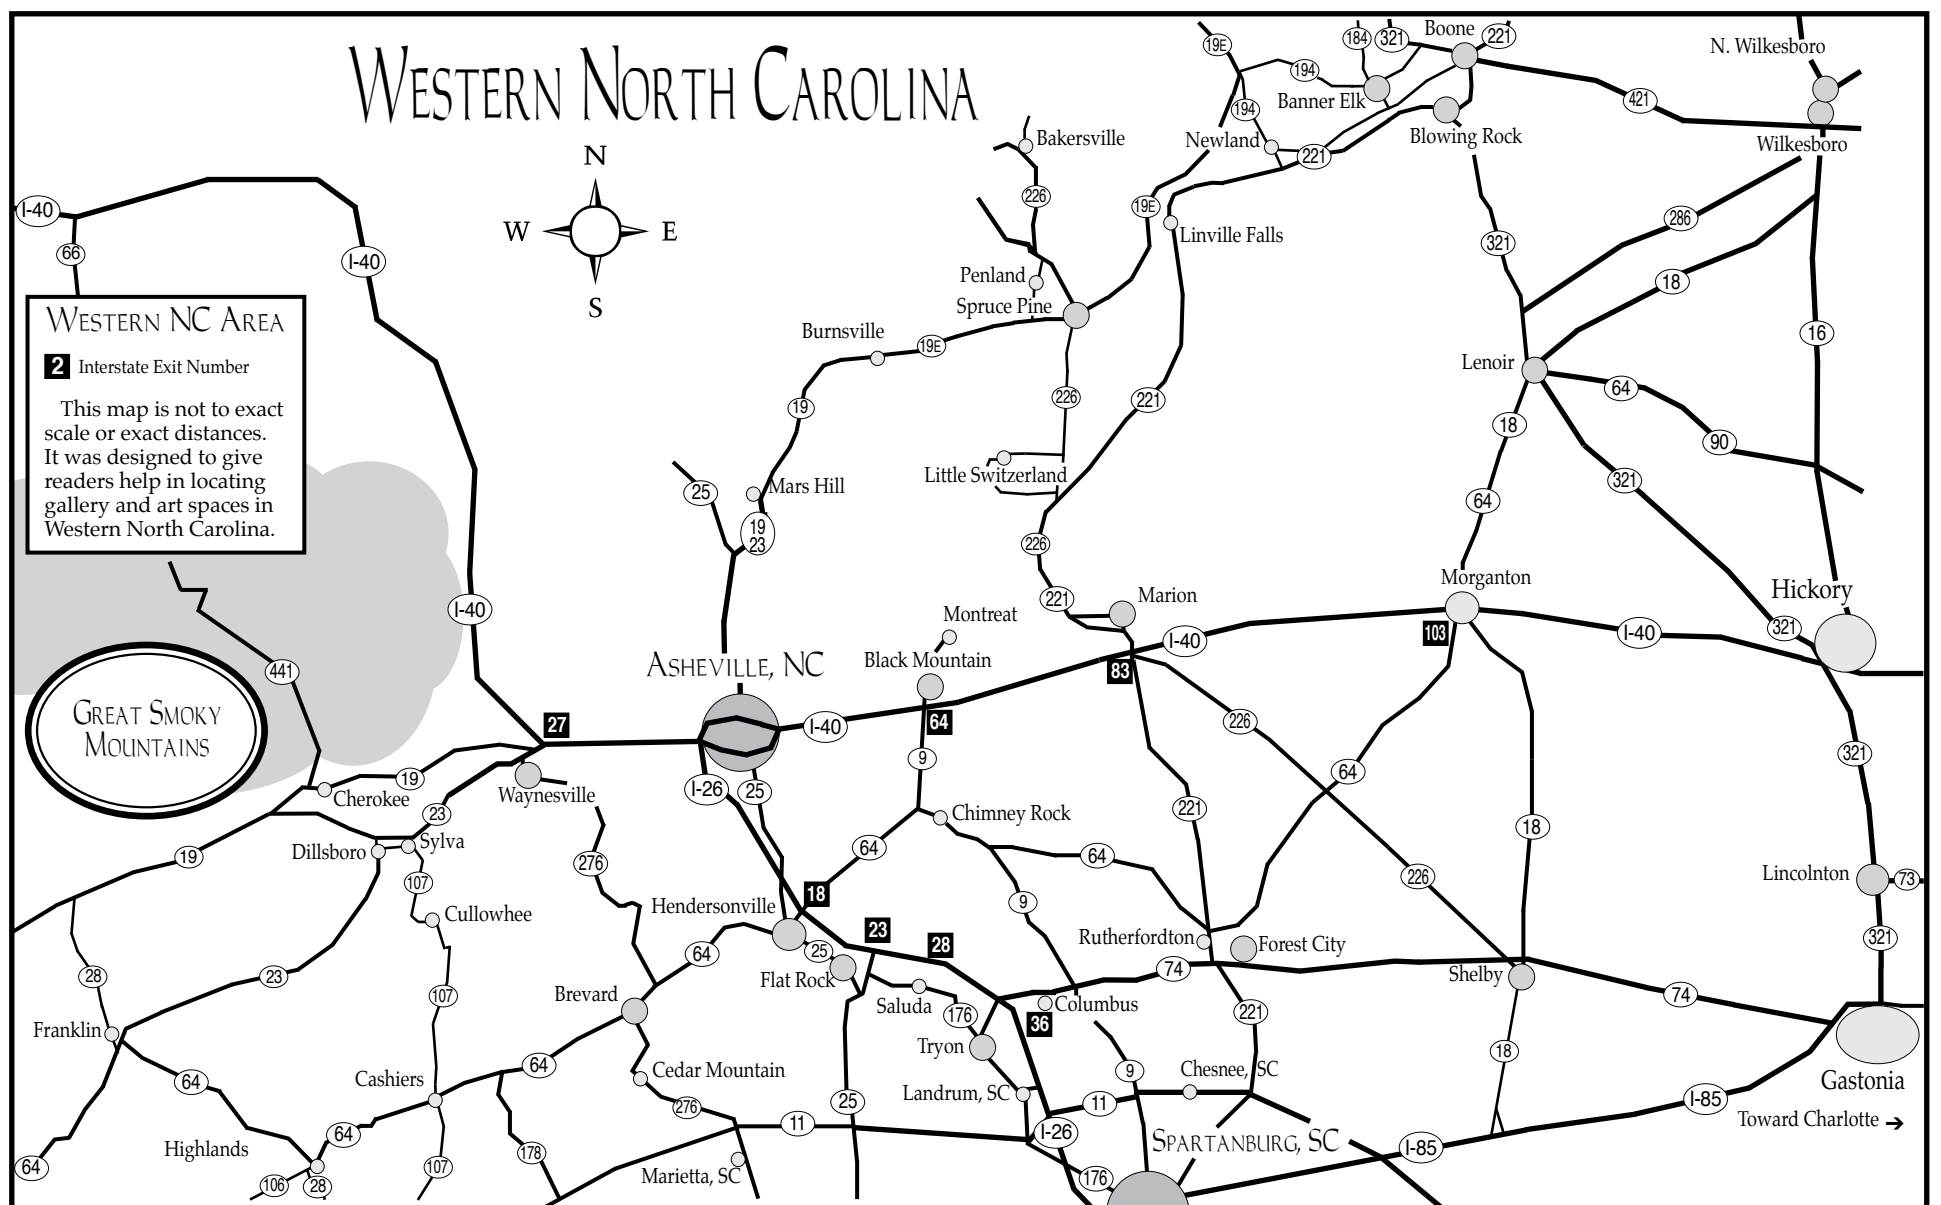 WESTERN NORTH CAROLINA
N
W E
S
19E
184
321
Boone
221
N. Wilkesboro
194
Banner Elk
421
194
Newland
221
Blowing Rock
Wilkesboro
Bakersville
226
19E
Linville Falls
286
321
18
I-40
66
I-40
Penland
Spruce Pine
Burnsville
19E
16
WESTERN NC AREA
2 Interstate Exit Number
This map is not to exact
scale or exact distances.
It was designed to give
readers help in locating
gallery and art spaces in
Western North Carolina.
Lenoir
64
19
226
221
18
90
Little Switzerland
321
Mars Hill
25
64
19
23
226
I-40
221
Marion
Morganton
Hickory
Montreat
103
I-40
I-40
321
Black Mountain
83
ASHEVILLE, NC
441
GREAT SMOKY
MOUNTAINS
27
I-40
64
226
9
64
321
19
Cherokee
Waynesville
I-26
25
23
Chimney Rock
221
18
Sylva
Dillsboro
19
276
64
64
107
226
Lincolnton
73
18
9
Cullowhee
Hendersonville
23
28
Rutherfordton
Forest City
321
64
25
28
23
Flat Rock
74
Shelby
74
107
Brevard
Saluda
176
Columbus
36
221
Franklin
Tryon
18
64
64
Cashiers
Cedar Mountain
Landrum, SC
9
Chesnee, SC
Gastonia
276
25
11
I-85
Toward Charlotte
11
64
Highlands
I-26
SPARTANBURG, SC
I-85
64
106
28
107
178
Marietta, SC
176